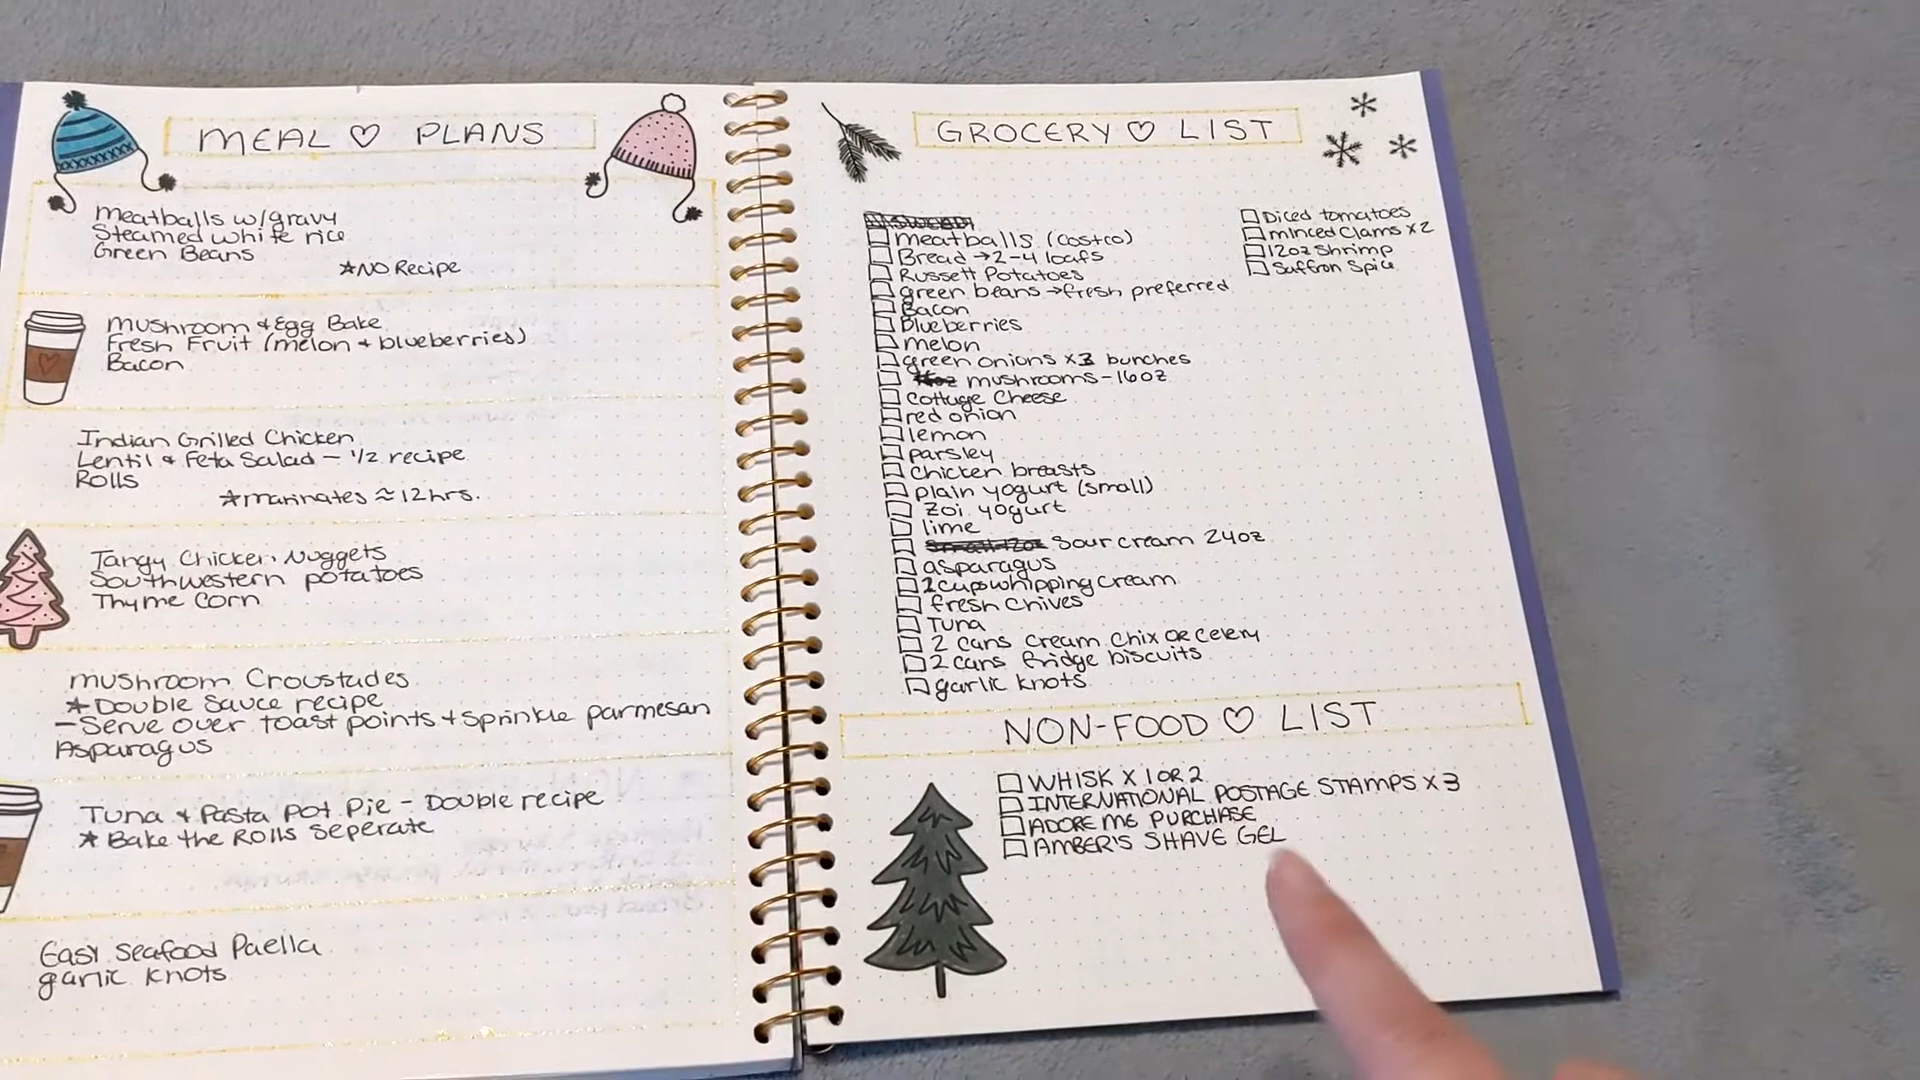 MEAL ♡ PLANS
Meatballs w/gravy
Steamed white rice
Green Beans
*NO Recipe
Mushroom + Egg Bake
Fresh Fruit (melon + blueberries)
Bacon
Indian Grilled Chicken
Lentil & Feta Salad - 1/2 recipe
Rolls
*marinates ≈ 12 hrs.
Tangy Chicken Nuggets
Southwestern potatoes
Thyme Corn
Mushroom Croustades
*Double Sauce recipe
- Serve over toast points + sprinkle parmesan
Asparagus
Tuna & Pasta Pot Pie - Double recipe
* Bake the Rolls Seperate
Easy Seafood Paella
garlic knots
GROCERY ♡ LIST
meatballs (costco)
Bread → 2-4 loafs
Russett Potatoes
green beans → fresh preferred
Bacon
Blueberries
melon
green onions x3 bunches
mushrooms - 16oz
Cottage Cheese
red onion
lemon
parsley
Chicken breasts
plain yogurt (small)
Zoi yogurt
lime
Sour cream 24oz
asparagus
2 cups whipping cream
fresh chives
Tuna
2 cans cream chix OR celery
2 cans fridge biscuits
garlic knots
Diced tomatoes
minced clams x2
12oz shrimp
Saffron Spice
NON-FOOD ♡ LIST
WHISK X 1 OR 2
INTERNATIONAL POSTAGE STAMPS X 3
ADORE ME PURCHASE
AMBER'S SHAVE GEL